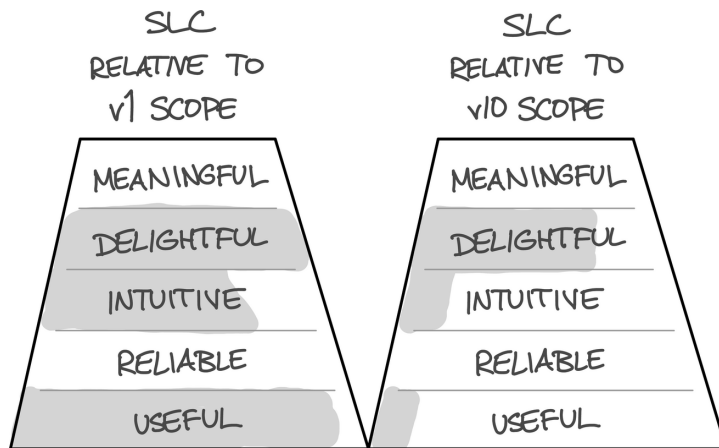 SLC
RELATIVE TO
v1 SCOPE
MEANINGFUL
DELIGHTFUL
INTUITIVE
RELIABLE
USEFUL
SLC
RELATIVE TO
v10 SCOPE
MEANINGFUL
DELIGHTFUL
INTUITIVE
RELIABLE
USEFUL